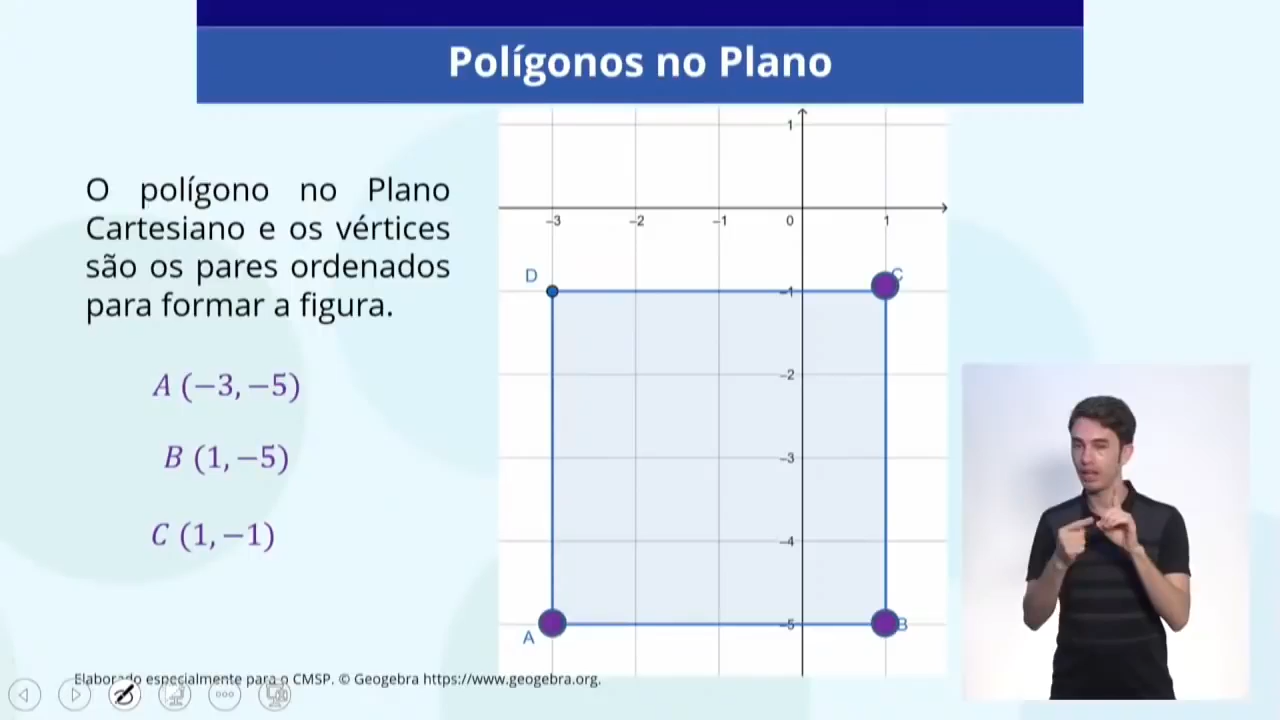 Polígonos no Plano
O polígono no Plano
Cartesiano e os vértices
são os pares ordenados
para formar a figura.
A (−3, −5)
B (1, −5)
C (1, −1)
1
−3 −2 −1 0 1
D C
−1
−2
−3
−4
−5
A B
Elaborado especialmente para o CMSP. © Geogebra https://www.geogebra.org.